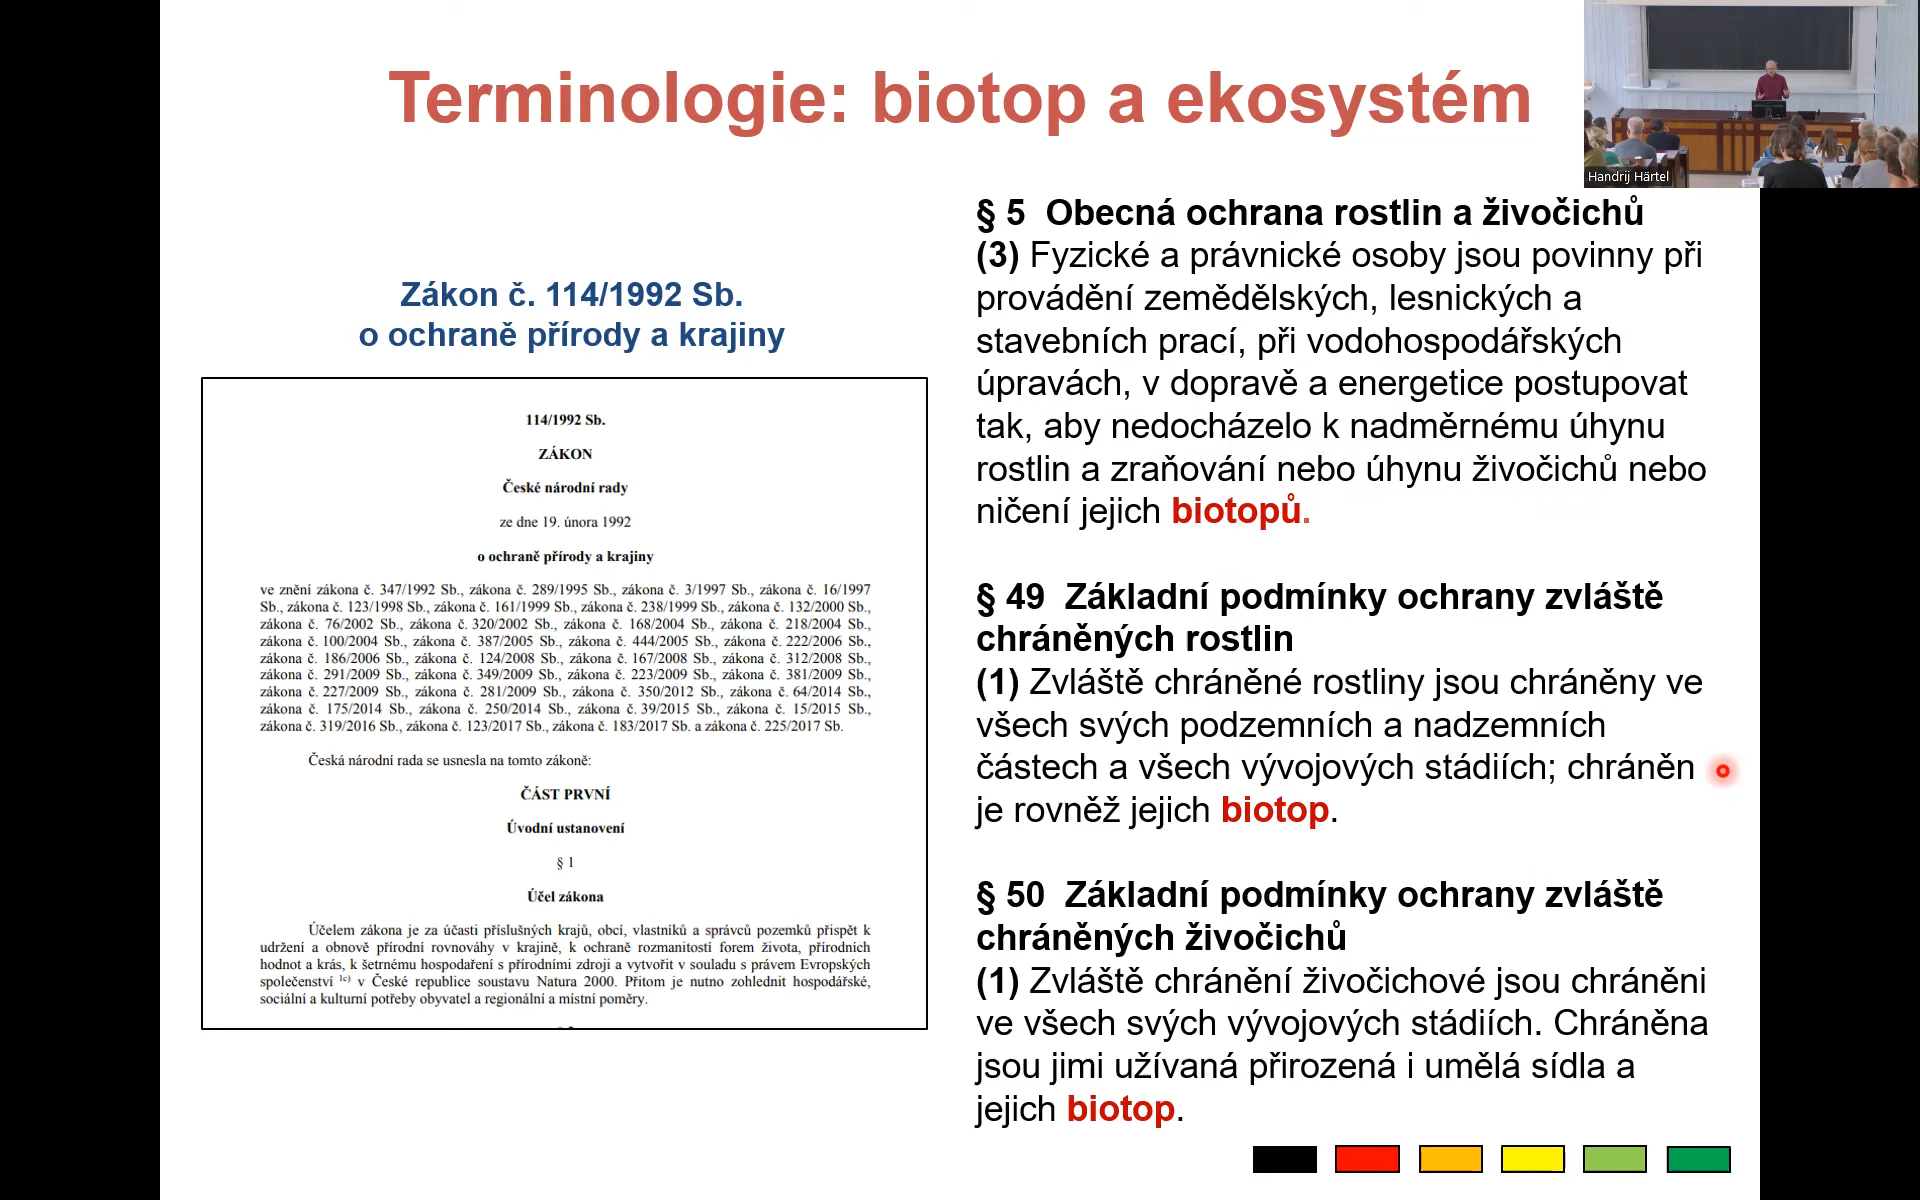 Terminologie: biotop a ekosystém
Handrij Härtel
Zákon č. 114/1992 Sb.
o ochraně přírody a krajiny
114/1992 Sb.
ZÁKON
České národní rady
ze dne 19. února 1992
o ochraně přírody a krajiny
ve znění zákona č. 347/1992 Sb., zákona č. 289/1995 Sb., zákona č. 3/1997 Sb., zákona č. 16/1997
Sb., zákona č. 123/1998 Sb., zákona č. 161/1999 Sb., zákona č. 238/1999 Sb., zákona č. 132/2000 Sb.,
zákona č. 76/2002 Sb., zákona č. 320/2002 Sb., zákona č. 168/2004 Sb., zákona č. 218/2004 Sb.,
zákona č. 100/2004 Sb., zákona č. 387/2005 Sb., zákona č. 444/2005 Sb., zákona č. 222/2006 Sb.,
zákona č. 186/2006 Sb., zákona č. 124/2008 Sb., zákona č. 167/2008 Sb., zákona č. 312/2008 Sb.,
zákona č. 291/2009 Sb., zákona č. 349/2009 Sb., zákona č. 223/2009 Sb., zákona č. 381/2009 Sb.,
zákona č. 227/2009 Sb., zákona č. 281/2009 Sb., zákona č. 350/2012 Sb., zákona č. 64/2014 Sb.,
zákona č. 175/2014 Sb., zákona č. 250/2014 Sb., zákona č. 39/2015 Sb., zákona č. 15/2015 Sb.,
zákona č. 319/2016 Sb., zákona č. 123/2017 Sb., zákona č. 183/2017 Sb. a zákona č. 225/2017 Sb.
Česká národní rada se usnesla na tomto zákoně:
ČÁST PRVNÍ
Úvodní ustanovení
§ 1
Účel zákona
Účelem zákona je za účasti příslušných krajů, obcí, vlastníků a správců pozemků přispět k
udržení a obnově přírodní rovnováhy v krajině, k ochraně rozmanitostí forem života, přírodních
hodnot a krás, k šetrnému hospodaření s přírodními zdroji a vytvořit v souladu s právem Evropských
společenství 1c) v České republice soustavu Natura 2000. Přitom je nutno zohlednit hospodářské,
sociální a kulturní potřeby obyvatel a regionální a místní poměry.
§ 5 Obecná ochrana rostlin a živočichů
(3) Fyzické a právnické osoby jsou povinny při
provádění zemědělských, lesnických a
stavebních prací, při vodohospodářských
úpravách, v dopravě a energetice postupovat
tak, aby nedocházelo k nadměrnému úhynu
rostlin a zraňování nebo úhynu živočichů nebo
ničení jejich biotopů.
§ 49 Základní podmínky ochrany zvláště
chráněných rostlin
(1) Zvláště chráněné rostliny jsou chráněny ve
všech svých podzemních a nadzemních
částech a všech vývojových stádiích; chráněn
je rovněž jejich biotop.
§ 50 Základní podmínky ochrany zvláště
chráněných živočichů
(1) Zvláště chránění živočichové jsou chráněni
ve všech svých vývojových stádiích. Chráněna
jsou jimi užívaná přirozená i umělá sídla a
jejich biotop.